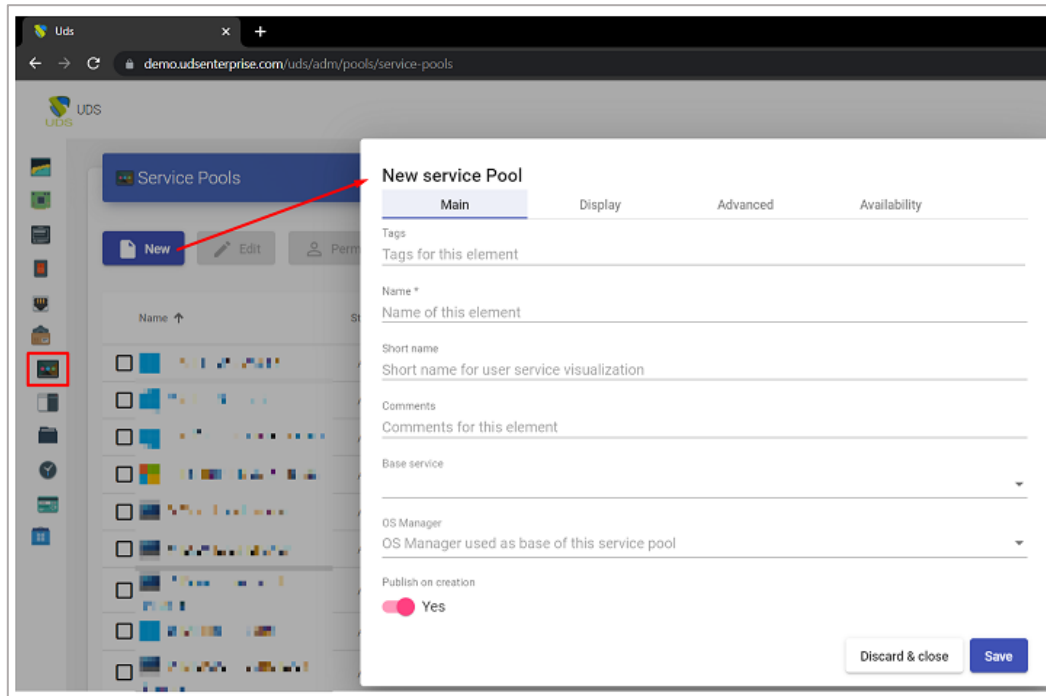 Uds
demo.udsenterprise.com/uds/adm/pools/service-pools
UDS
UDS
Service Pools
New
Edit
Perm
Name
St
New service Pool
Main Display Advanced Availability
Tags
Tags for this element
Name *
Name of this element
Short name
Short name for user service visualization
Comments
Comments for this element
Base service
OS Manager
OS Manager used as base of this service pool
Publish on creation
Yes
Discard & close Save